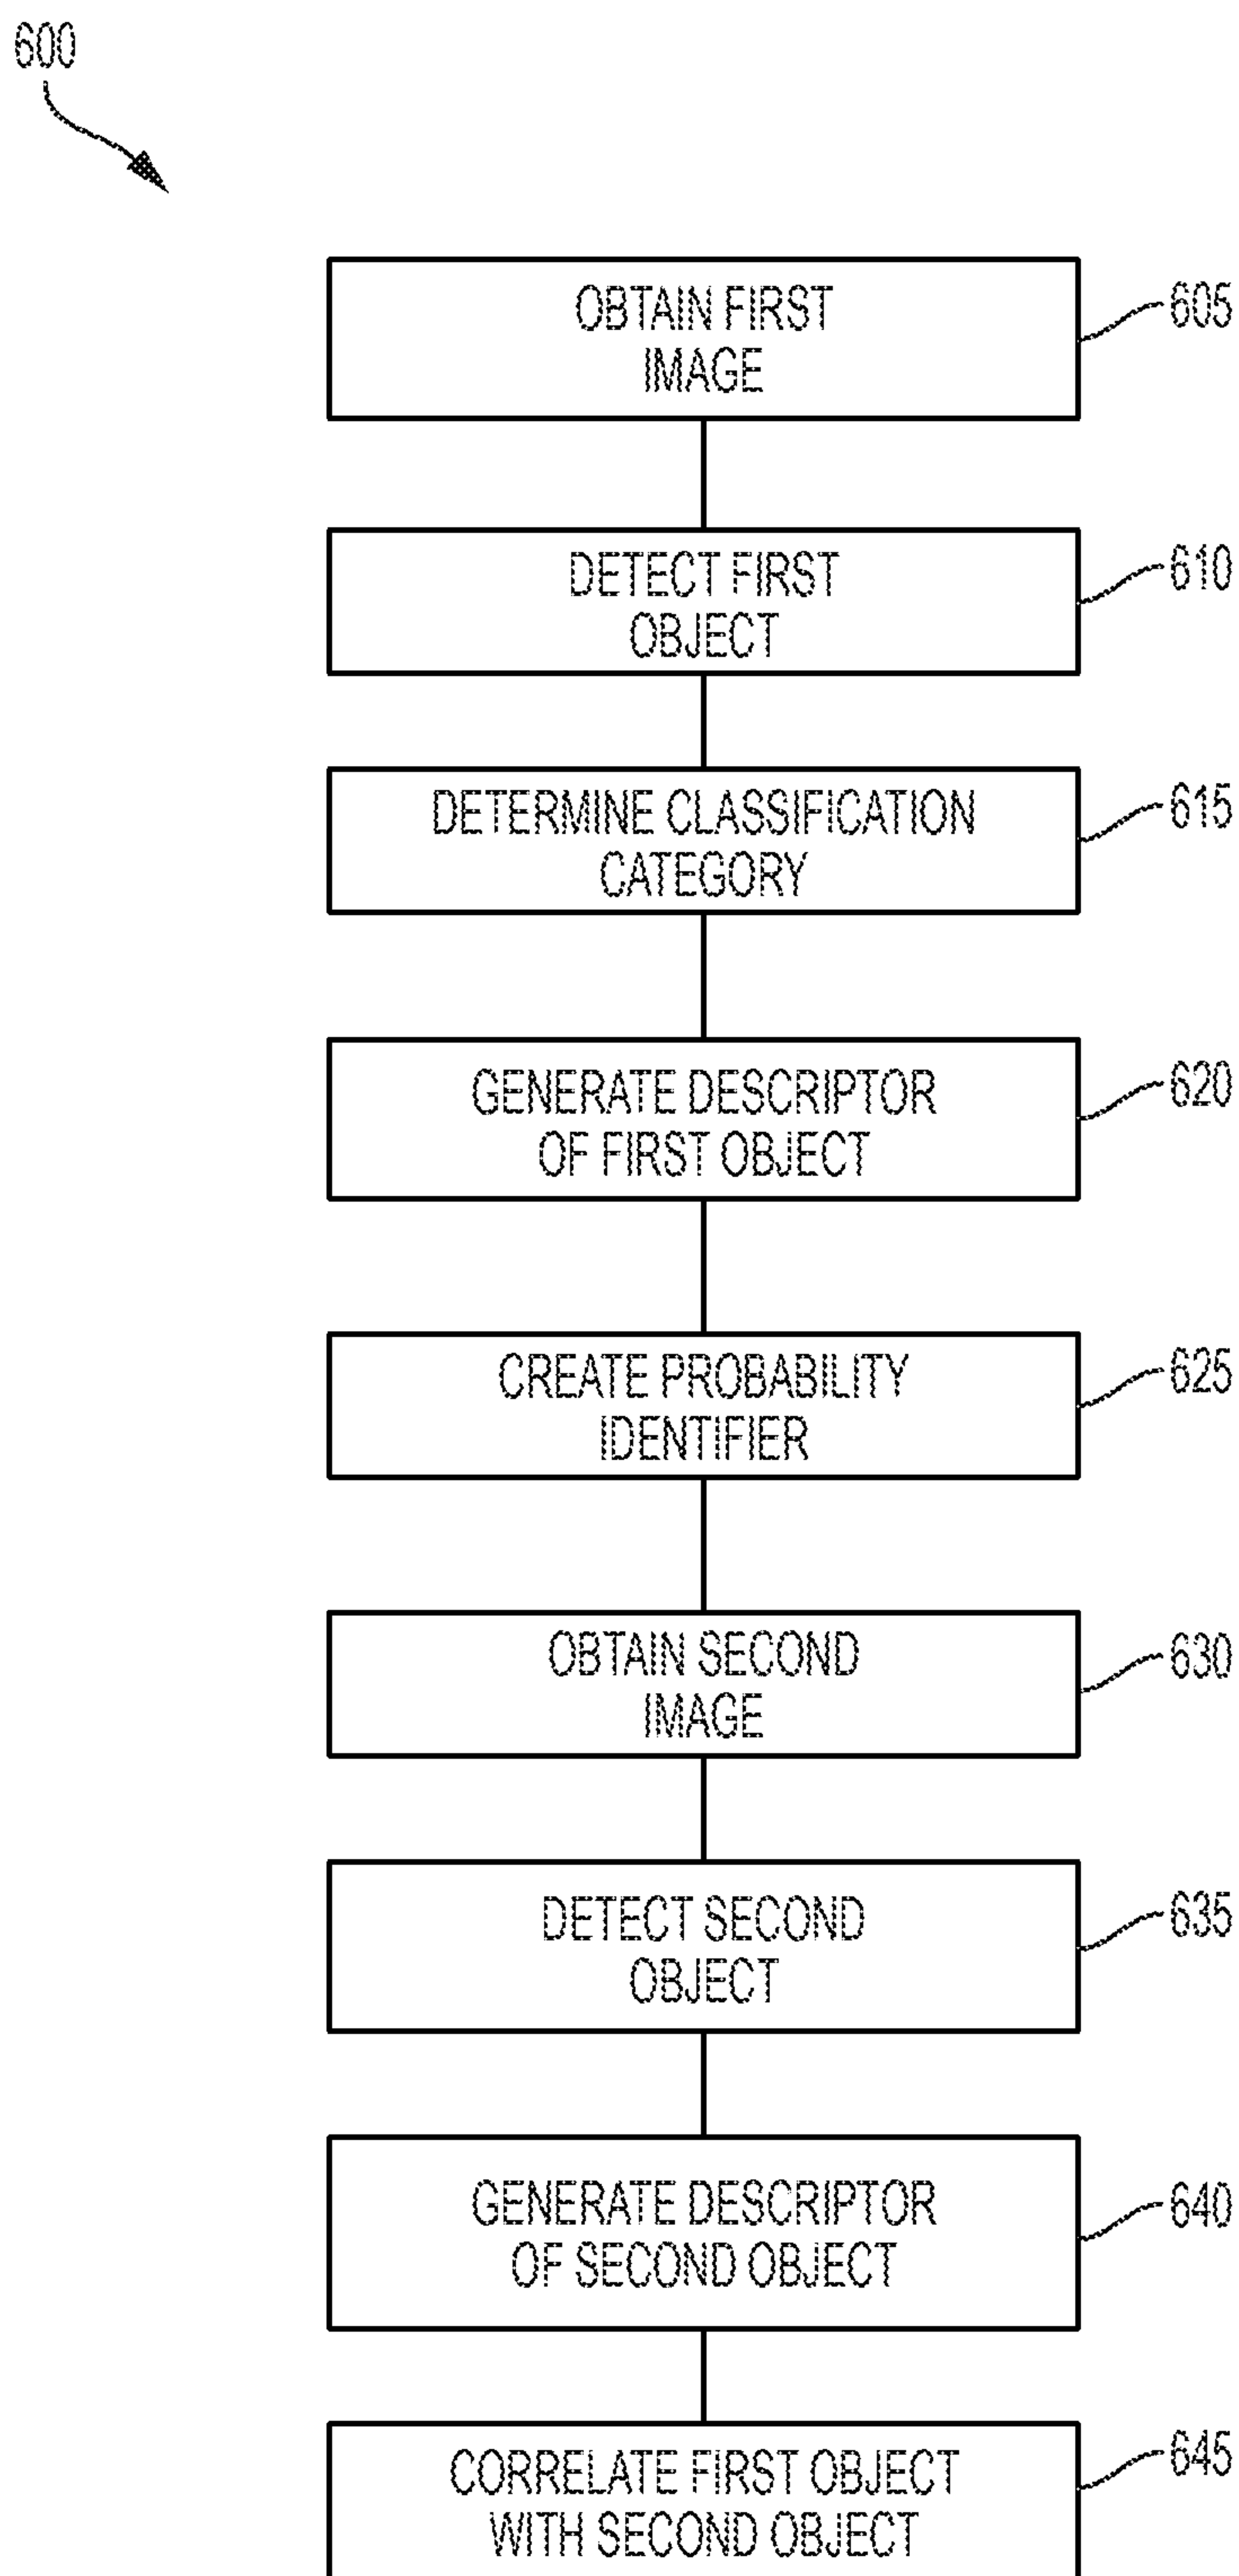 600
OBTAIN FIRST
IMAGE
605
DETECT FIRST
OBJECT
610
DETERMINE CLASSIFICATION
CATEGORY
615
GENERATE DESCRIPTOR
OF FIRST OBJECT
620
CREATE PROBABILITY
IDENTIFIER
625
OBTAIN SECOND
IMAGE
630
DETECT SECOND
OBJECT
635
GENERATE DESCRIPTOR
OF SECOND OBJECT
640
CORRELATE FIRST OBJECT
WITH SECOND OBJECT
645